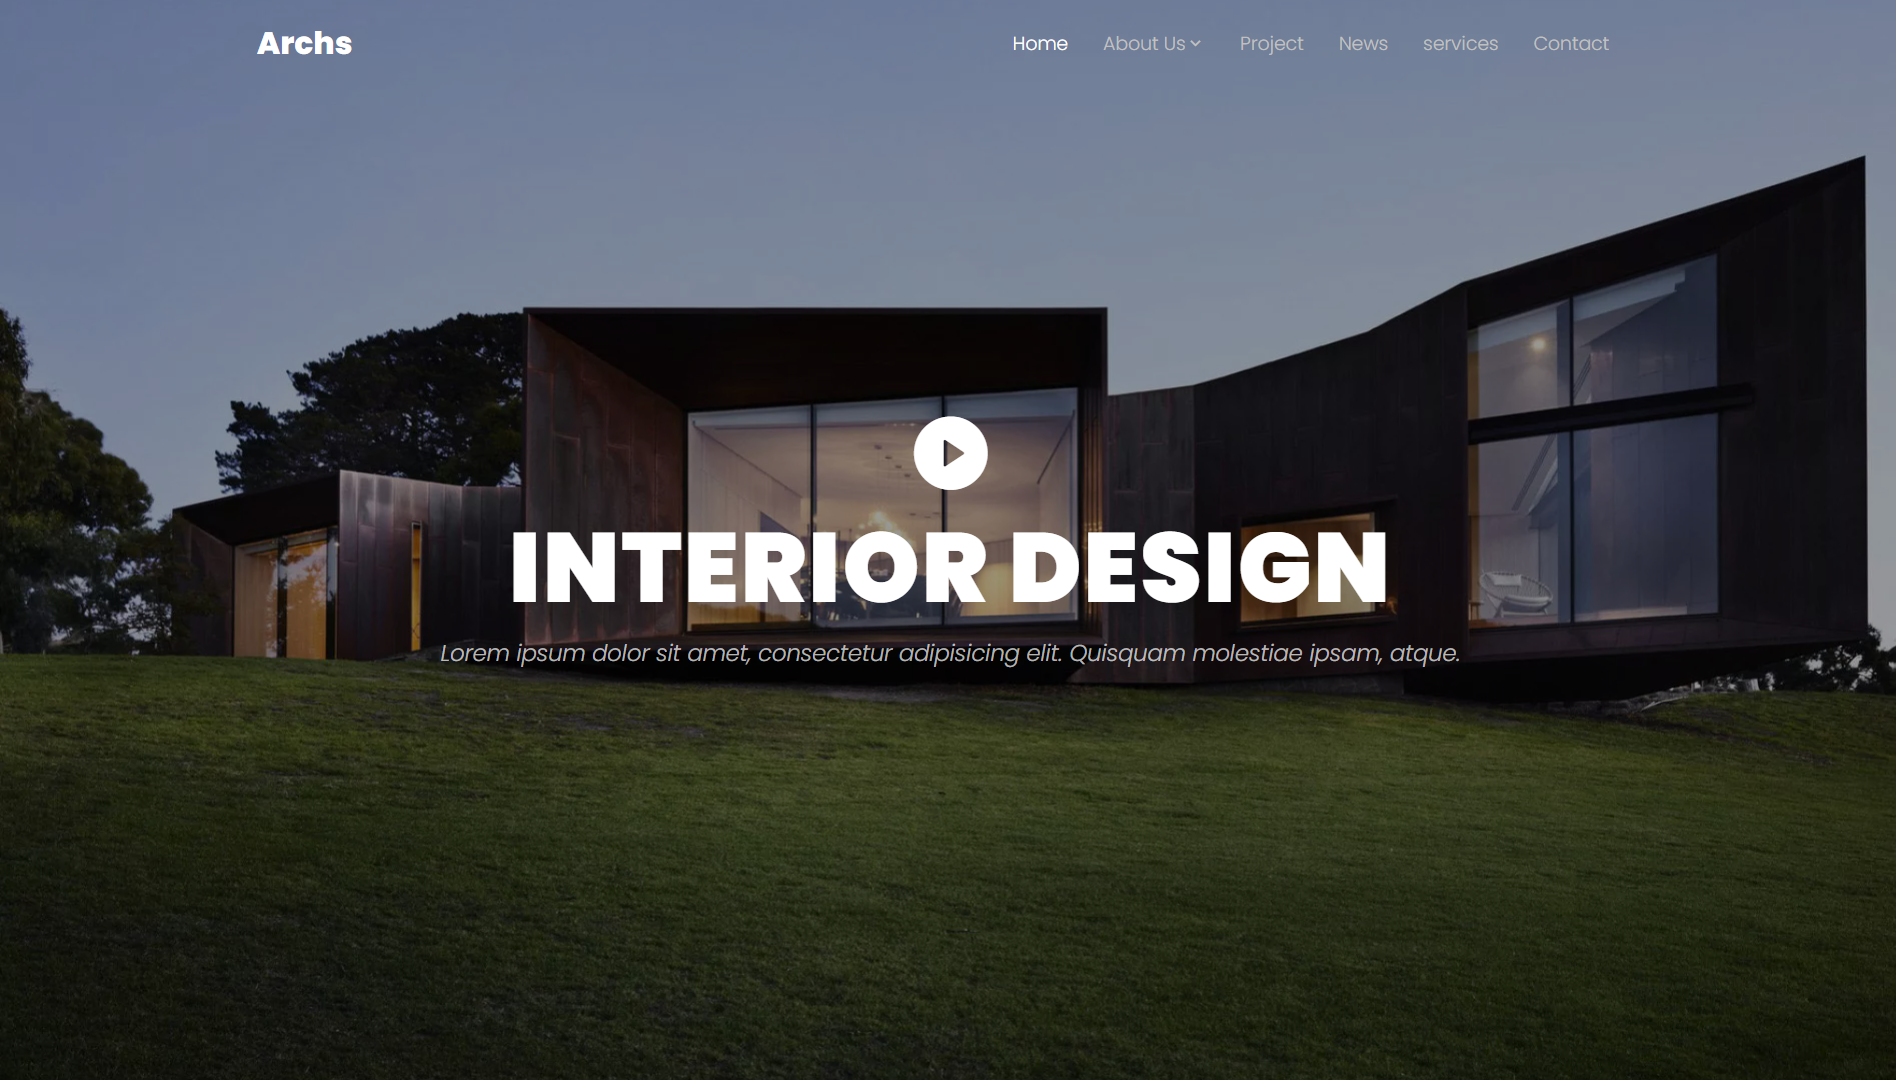 Archs
Home About Us Project News services Contact
INTERIOR DESIGN
Lorem ipsum dolor sit amet, consectetur adipisicing elit. Quisquam molestiae ipsam, atque.